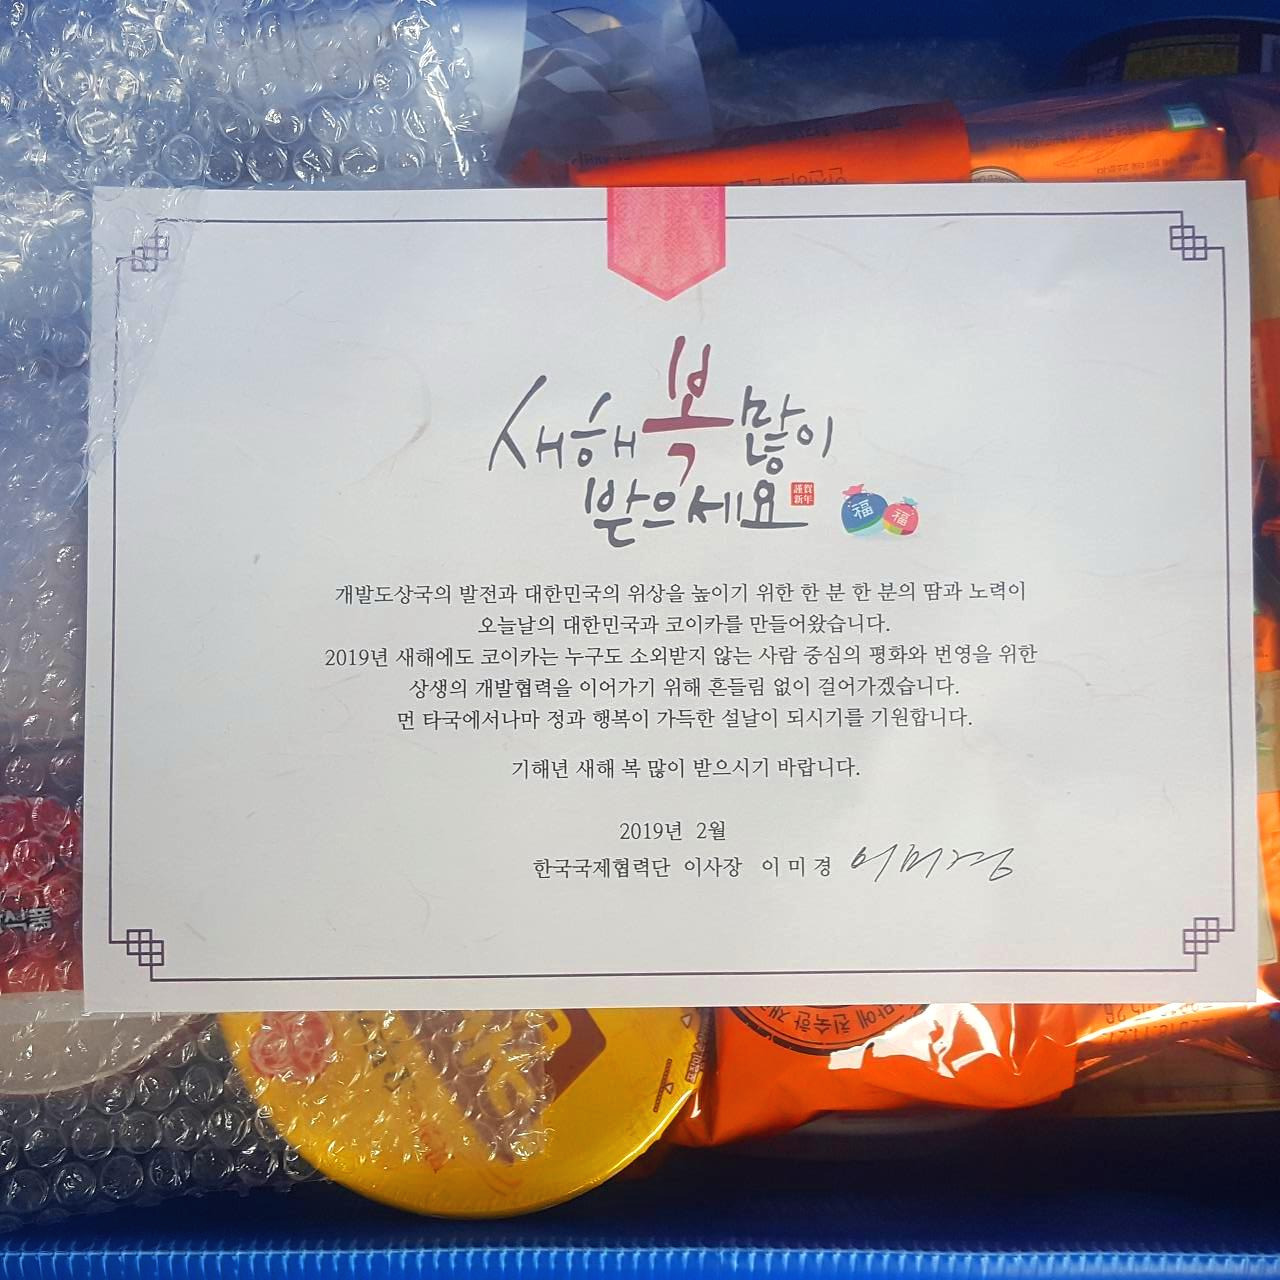 새해 복 많이
받으세요
謹賀
新年
福
福
개발도상국의 발전과 대한민국의 위상을 높이기 위한 한 분 한 분의 땀과 노력이
오늘날의 대한민국과 코이카를 만들어왔습니다.
2019년 새해에도 코이카는 누구도 소외받지 않는 사람 중심의 평화와 번영을 위한
상생의 개발협력을 이어가기 위해 흔들림 없이 걸어가겠습니다.
먼 타국에서나마 정과 행복이 가득한 설날이 되시기를 기원합니다.
기해년 새해 복 많이 받으시기 바랍니다.
2019년 2월
한국국제협력단 이사장 이미경 이미경